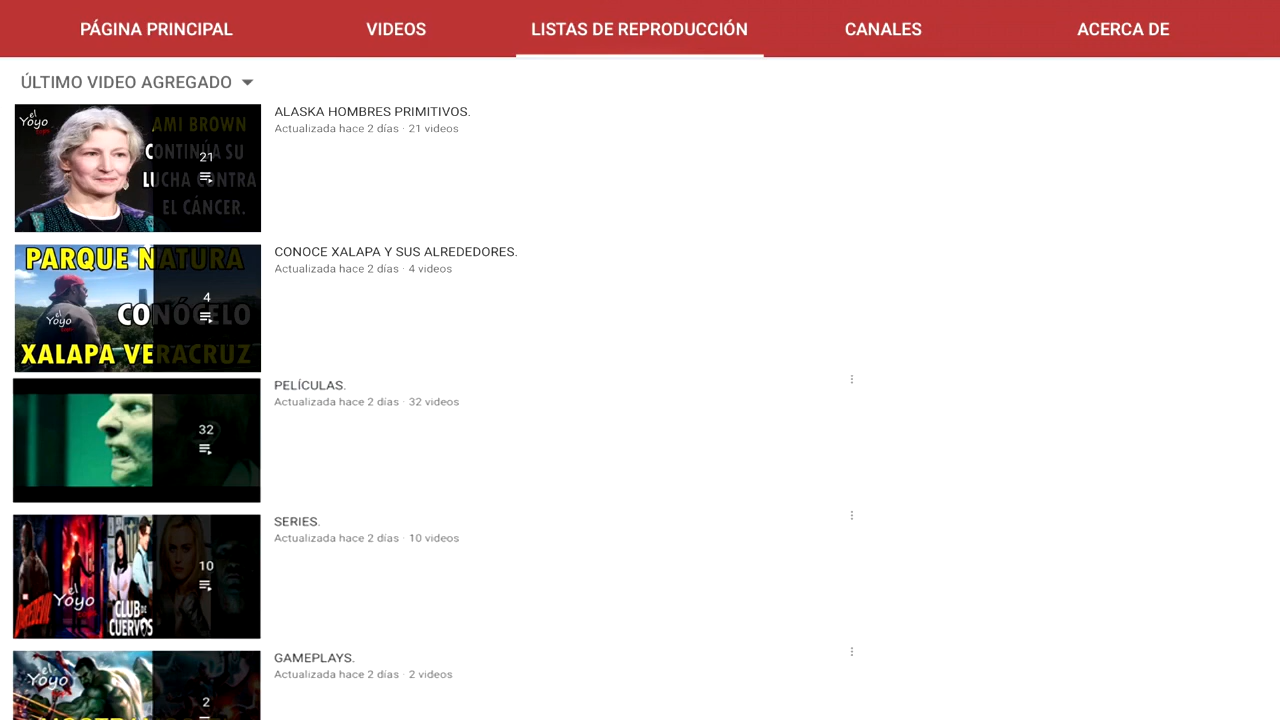 PÁGINA PRINCIPAL VIDEOS LISTAS DE REPRODUCCIÓN CANALES ACERCA DE
ÚLTIMO VIDEO AGREGADO
el Yoyo
AMI BROWN
CONTINÚA SU
LUCHA CONTRA
EL CÁNCER.
21
ALASKA HOMBRES PRIMITIVOS.
Actualizada hace 2 días · 21 videos
PARQUE NATURA
CONÓCELO
el Yoyo
XALAPA VERACRUZ
4
CONOCE XALAPA Y SUS ALREDEDORES.
Actualizada hace 2 días · 4 videos
32
PELÍCULAS.
Actualizada hace 2 días · 32 videos
DAREDEVIL
el Yoyo
CLUB DE
CUERVOS
10
SERIES.
Actualizada hace 2 días · 10 videos
el Yoyo
2
GAMEPLAYS.
Actualizada hace 2 días · 2 videos